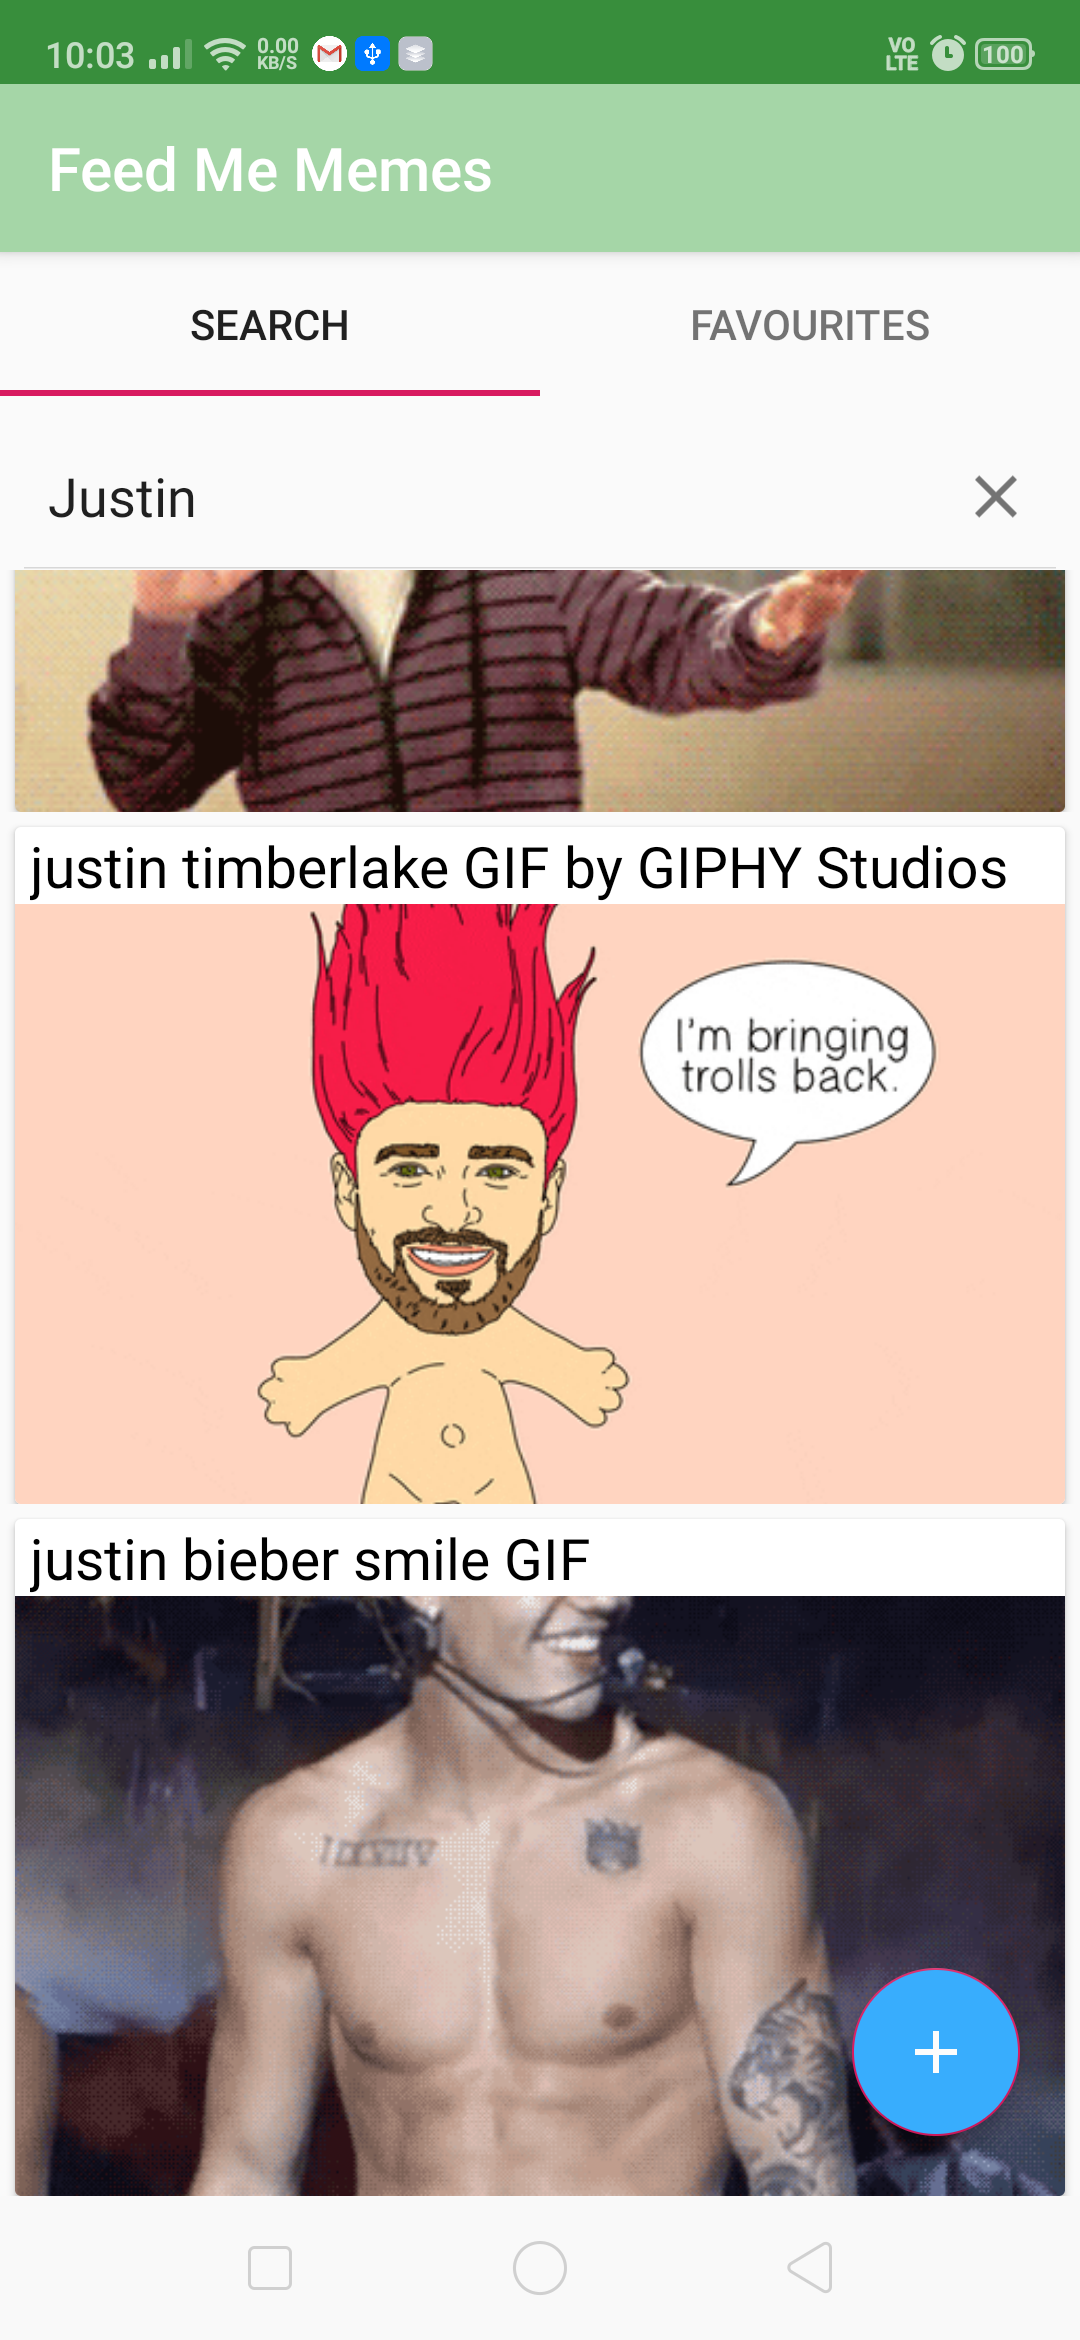 10:03
0.00
KB/S
VO
LTE
100
Feed Me Memes
SEARCH
FAVOURITES
Justin
justin timberlake GIF by GIPHY Studios
I'm bringing
trolls back.
justin bieber smile GIF